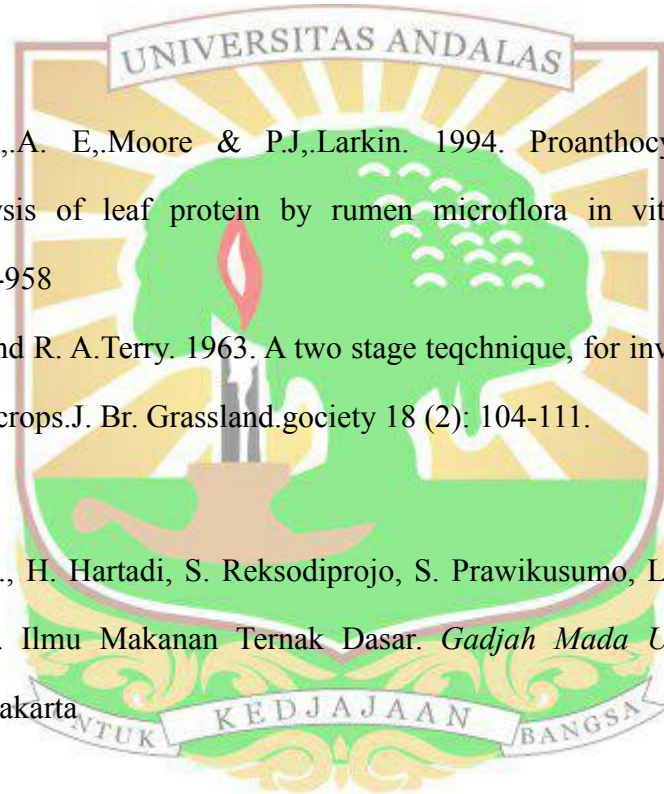 UNIVERSITAS ANDALAS
,.A. E,.Moore & P.J,.Larkin. 1994. Proanthocy
sis of leaf protein by rumen microflora in vit
-958
nd R. A.Terry. 1963. A two stage teqchnique, for inv
crops.J. Br. Grassland.gociety 18 (2): 104-111.
., H. Hartadi, S. Reksodiprojo, S. Prawikusumo, L
. Ilmu Makanan Ternak Dasar. Gadjah Mada U
akarta
NTUK KEDJAJAAN BANGSA